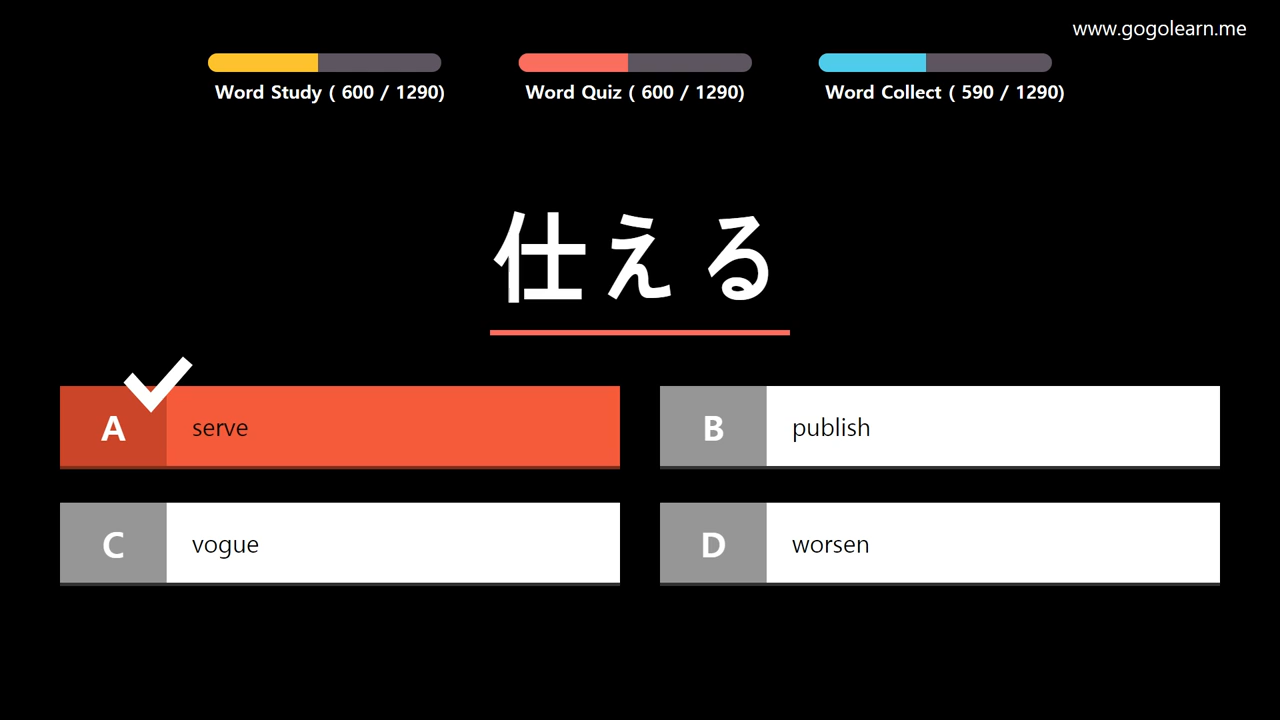 www.gogolearn.me
Word Study ( 600 / 1290)
Word Quiz ( 600 / 1290)
Word Collect ( 590 / 1290)
仕える
A serve
B publish
C vogue
D worsen